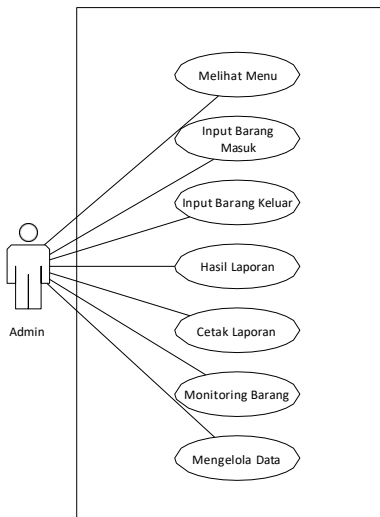 Melihat Menu
Input Barang
Masuk
Input Barang Keluar
Hasil Laporan
Admin
Cetak Laporan
Monitoring Barang
Mengelola Data